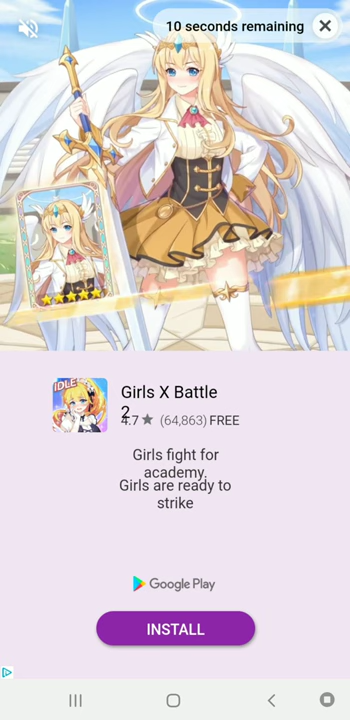 10 seconds remaining
IDLE
Girls X Battle
2
4.7 ★ (64,863) FREE
Girls fight for
academy.
Girls are ready to
strike
Google Play
INSTALL